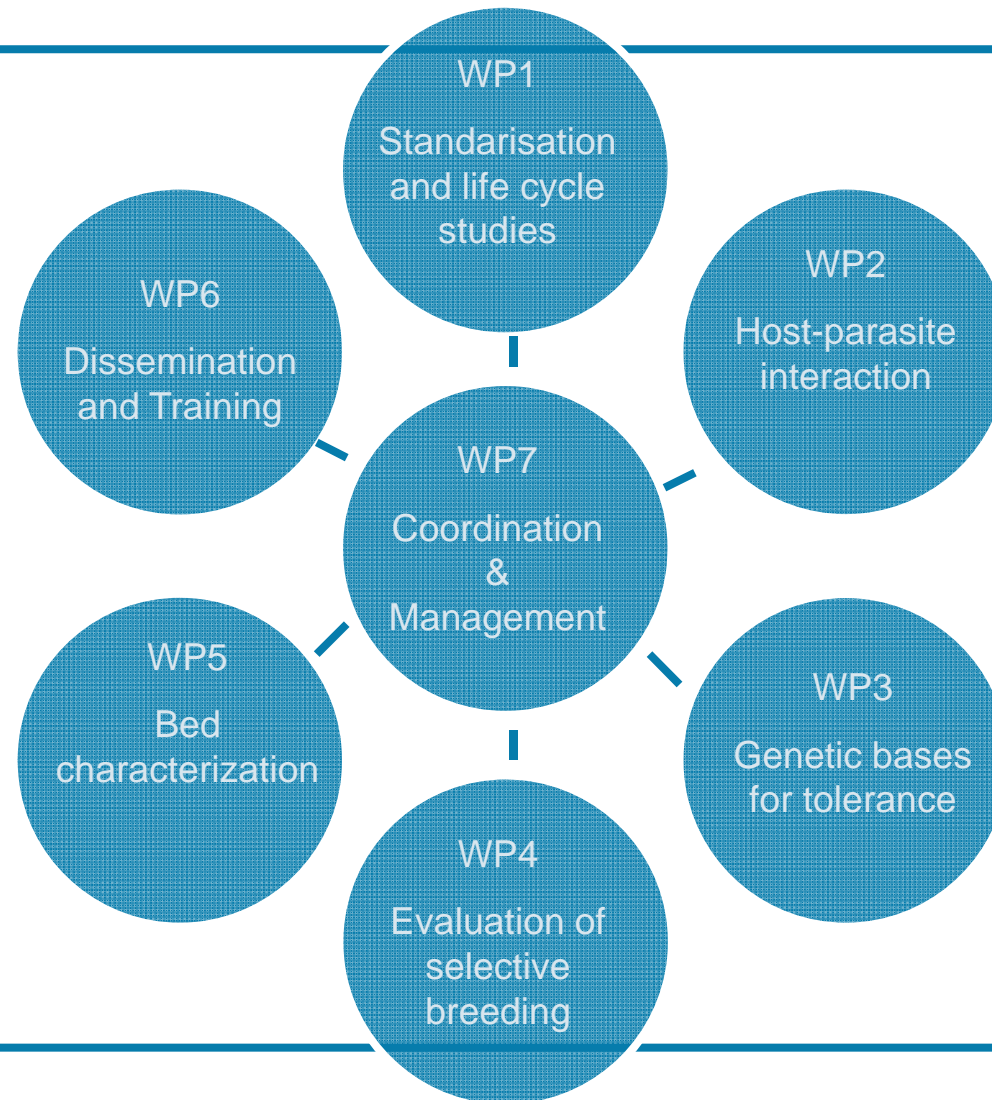 WP1
Standarisation
and life cycle
studies
WP2
Host-parasite
interaction
WP3
Genetic bases
for tolerance
WP4
Evaluation of
selective
breeding
WP5
Bed
characterization
WP6
Dissemination
and Training
WP7
Coordination
&
Management